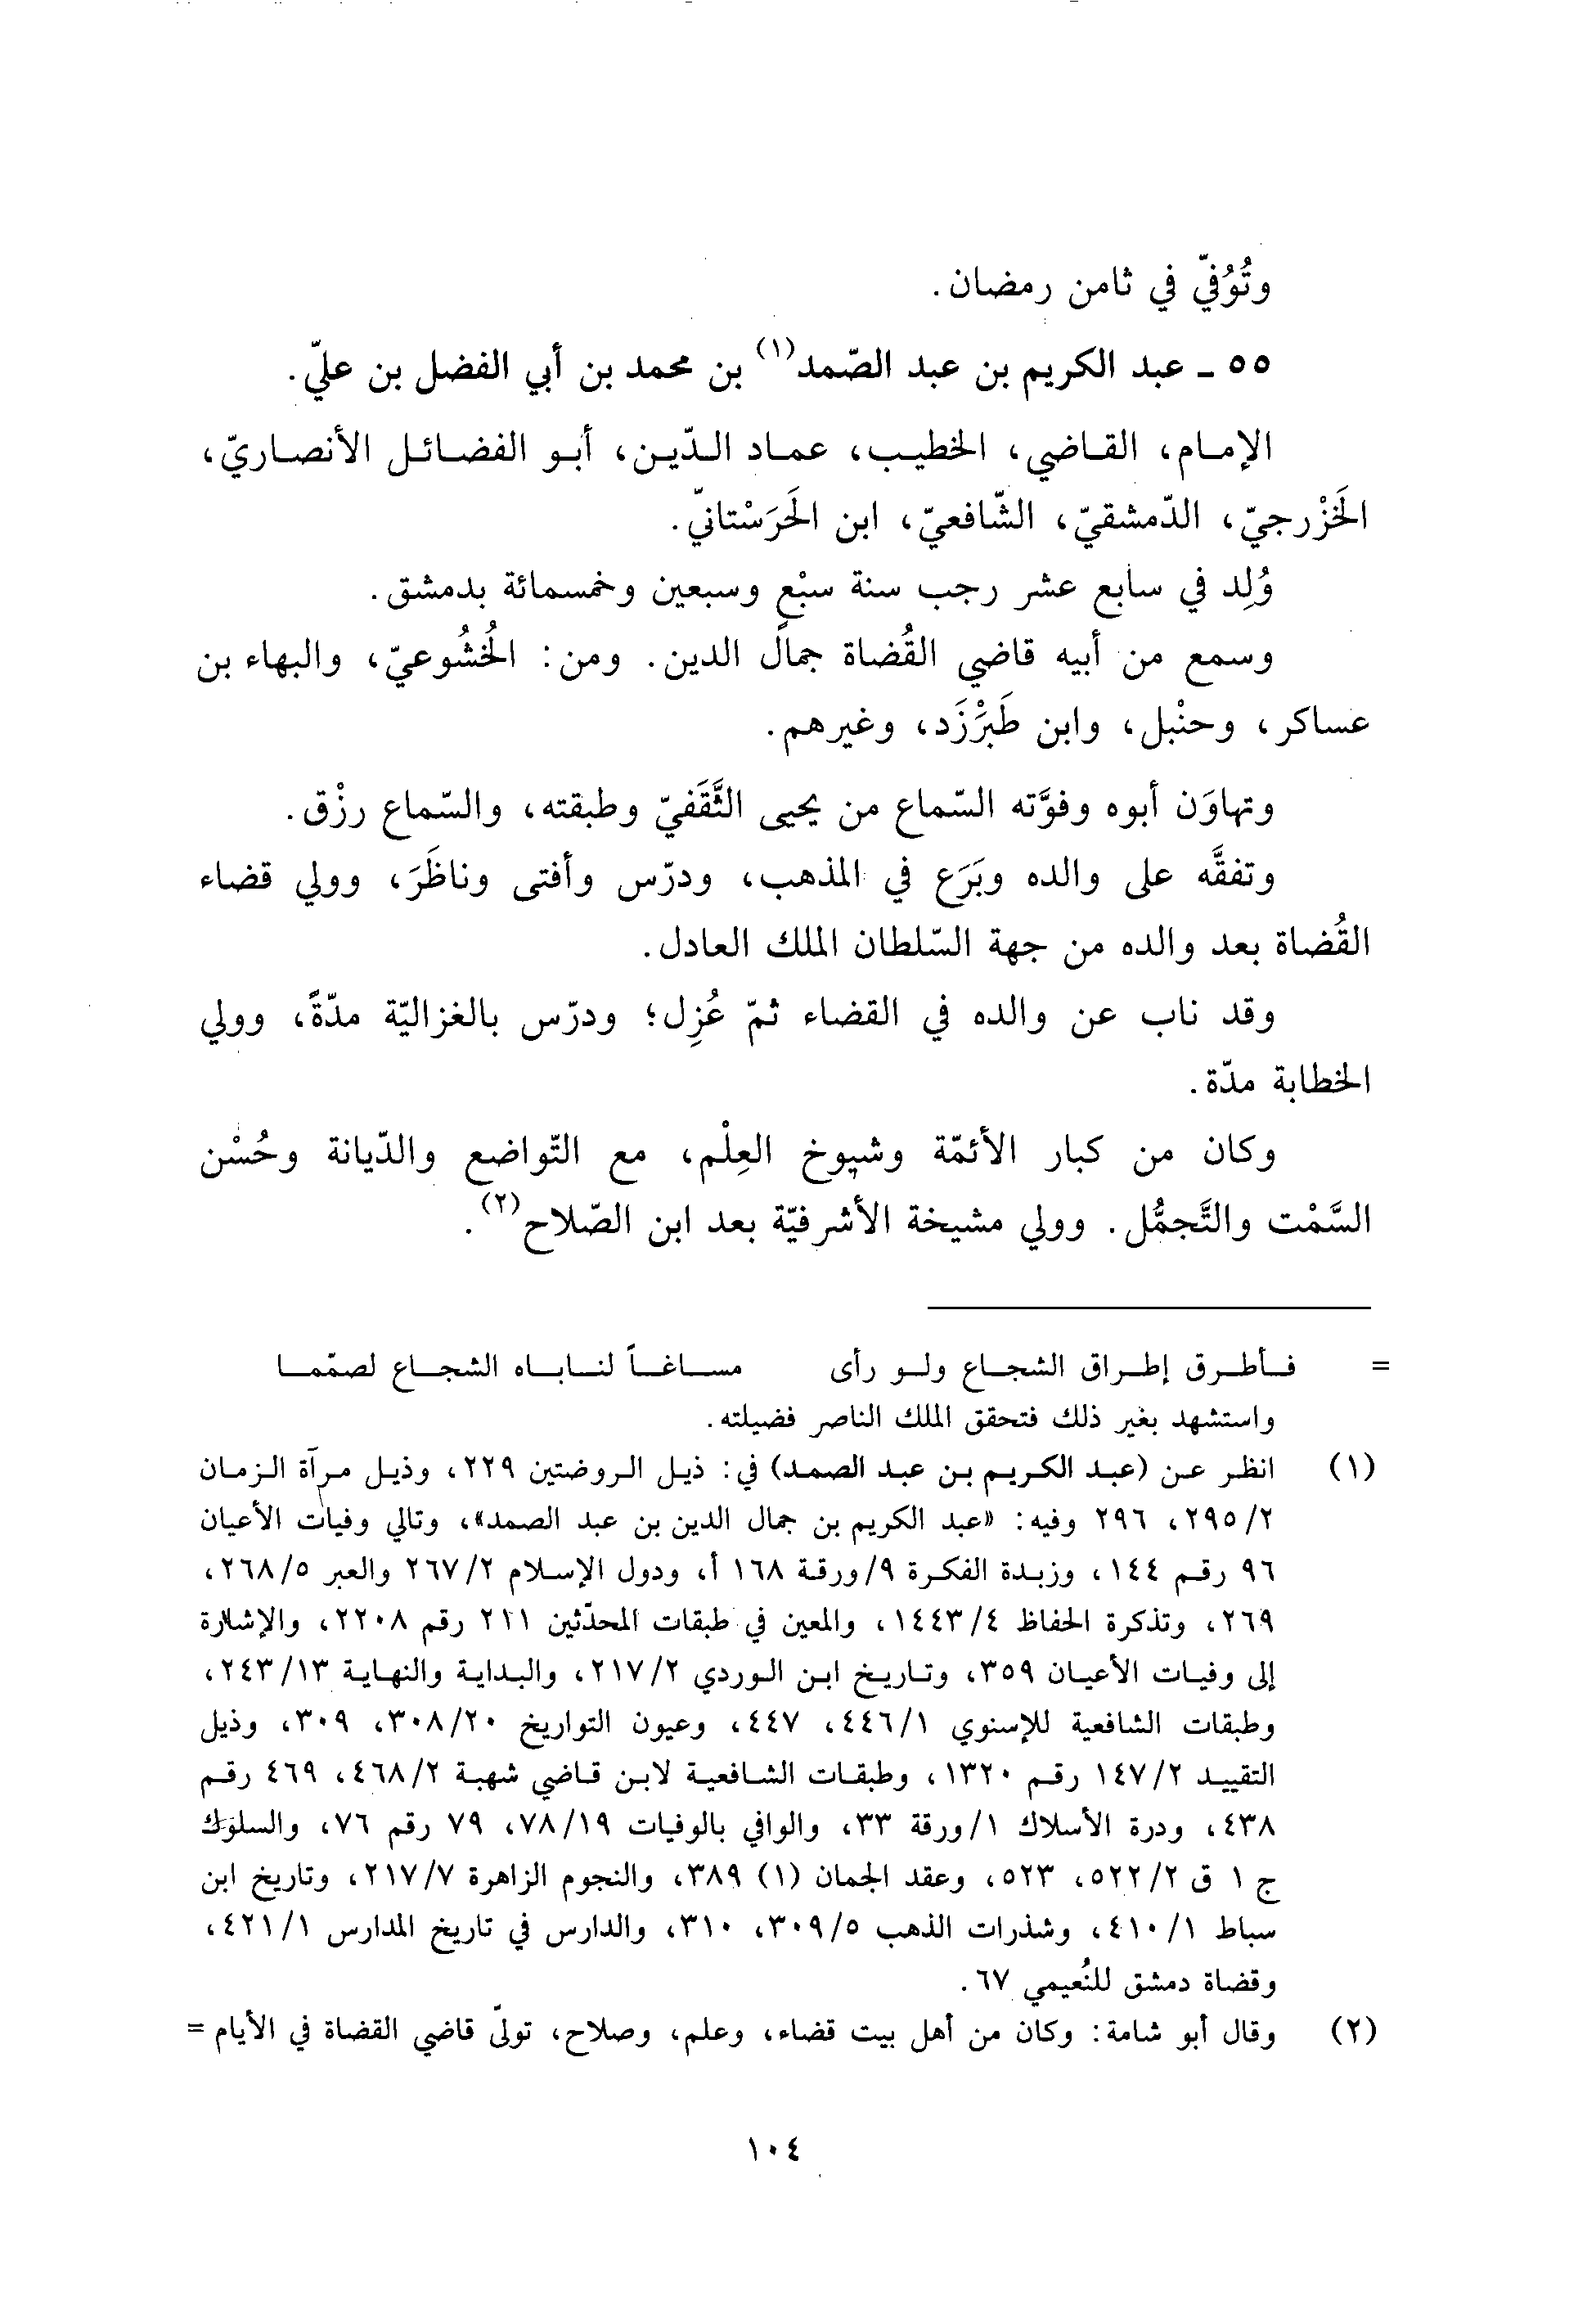 وتُوُفيّ في ثامن رمضان.
٥٥ ـ عبد الكريم بن عبد الصّمد(١) بن محمد بن أبي الفضل بن عليّ.
الإمام، القاضي، الخطيب، عماد الدّين، أبو الفضائل الأنصاريّ،
الخَزْرجيّ، الدّمشقيّ، الشّافعيّ، ابن الحَرَسْتانيّ.
وُلِد في سابع عشر رجب سنة سبْع وسبعين وخمسمائة بدمشق.
وسمع من أبيه قاضي القُضاة جمال الدين. ومن: الخُشُوعيّ، والبهاء بن
عساكر، وحنْبل، وابن طَبَرْزَد، وغيرهم.
وتهاوَن أبوه وفوَّته السّماع من يحيى الثَّقَفيّ وطبقته، والسّماع رزْق.
وتفقَّه على والده وبَرَع في المذهب، ودرّس وأفتى وناظَرَ، وولي قضاء
القُضاة بعد والده من جهة السّلطان الملك العادل.
وقد ناب عن والده في القضاء ثمّ عُزِل؛ ودرّس بالغزاليّة مدّةً، وولي
الخطابة مدّة.
وكان من كبار الأئمّة وشيوخ العِلْم، مع التّواضع والدّيانة وحُسْن
السَّمْت والتَّجمُّل. وولي مشيخة الأشرفيّة بعد ابن الصّلاح(٢).
= فأطرق إطراق الشجاع ولو رأى مساغاً لناباه الشجاع لصمّما
واستشهد بغير ذلك فتحقق الملك الناصر فضيلته.
(١) انظر عن (عبد الكريم بن عبد الصمد) في: ذيل الروضتين ٢٢٩، وذيل مرآة الزمان
٢/٢٩٥، ٢٩٦ وفيه: «عبد الكريم بن جمال الدين بن عبد الصمد»، وتالي وفيات الأعيان
٩٦ رقم ١٤٤، وزبدة الفكرة ٩/ورقة ١٦٨ أ، ودول الإسلام ٢/٢٦٧ والعبر ٥/٢٦٨،
٢٦٩، وتذكرة الحفاظ ٤/١٤٤٣، والمعين في طبقات المحدّثين ٢١١ رقم ٢٢٠٨، والإشارة
إلى وفيات الأعيان ٣٥٩، وتاريخ ابن الوردي ٢/٢١٧، والبداية والنهاية ١٣/٢٤٣،
وطبقات الشافعية للإسنوي ١/٤٤٦، ٤٤٧، وعيون التواريخ ٢٠/٣٠٨، ٣٠٩، وذيل
التقييد ٢/١٤٧ رقم ١٣٢٠، وطبقات الشافعية لابن قاضي شهبة ٢/٤٦٨، ٤٦٩ رقم
٤٣٨، ودرة الأسلاك ١/ورقة ٣٣، والوافي بالوفيات ١٩/٧٨، ٧٩ رقم ٧٦، والسلوك
ج ١ ق ٢/٥٢٢، ٥٢٣، وعقد الجمان (١) ٣٨٩، والنجوم الزاهرة ٧/٢١٧، وتاريخ ابن
سباط ١/٤١٠، وشذرات الذهب ٥/٣٠٩، ٣١٠، والدارس في تاريخ المدارس ١/٤٢١،
وقضاة دمشق للنُعيمي ٦٧.
(٢) وقال أبو شامة: وكان من أهل بيت قضاء، وعلم، وصلاح، تولّى قاضي القضاة في الأيام =
١٠٤